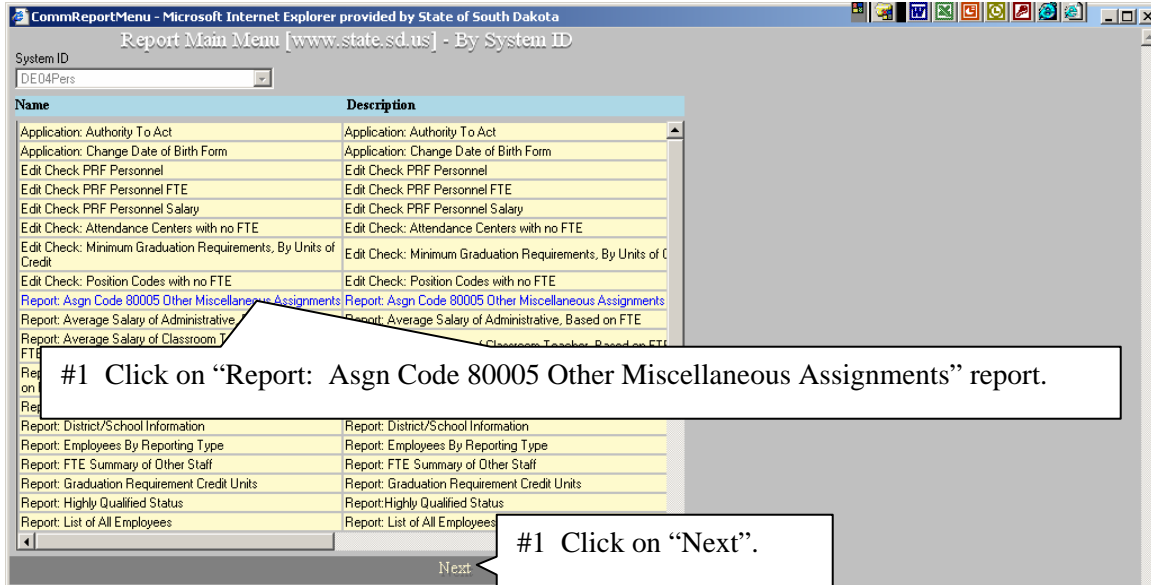 CommReportMenu - Microsoft Internet Explorer provided by State of South Dakota
Report Main Menu [www.state.sd.us] - By System ID
System ID
DE04Pers
Name Description
Application: Authority To Act Application: Authority To Act
Application: Change Date of Birth Form Application: Change Date of Birth Form
Edit Check PRF Personnel Edit Check PRF Personnel
Edit Check PRF Personnel FTE Edit Check PRF Personnel FTE
Edit Check PRF Personnel Salary Edit Check PRF Personnel Salary
Edit Check: Attendance Centers with no FTE Edit Check: Attendance Centers with no FTE
Edit Check: Minimum Graduation Requirements, By Units of
Credit
Edit Check: Minimum Graduation Requirements, By Units of
Edit Check: Position Codes with no FTE Edit Check: Position Codes with no FTE
Report: Asgn Code 80005 Other Miscellaneous Assignments Report: Asgn Code 80005 Other Miscellaneous Assignments
Report: Average Salary of Administrative, Report: Average Salary of Administrative, Based on FTE
Report: Average Salary of Classroom
FTE
of Classroom Teacher, Based on FTE
#1 Click on “Report: Asgn Code 80005 Other Miscellaneous Assignments” report.
Rep
on
Rep
Report: District/School Information Report: District/School Information
Report: Employees By Reporting Type Report: Employees By Reporting Type
Report: FTE Summary of Other Staff Report: FTE Summary of Other Staff
Report: Graduation Requirement Credit Units Report: Graduation Requirement Credit Units
Report: Highly Qualified Status Report:Highly Qualified Status
Report: List of All Employees Report: List of All Employees
#1 Click on “Next”.
Next